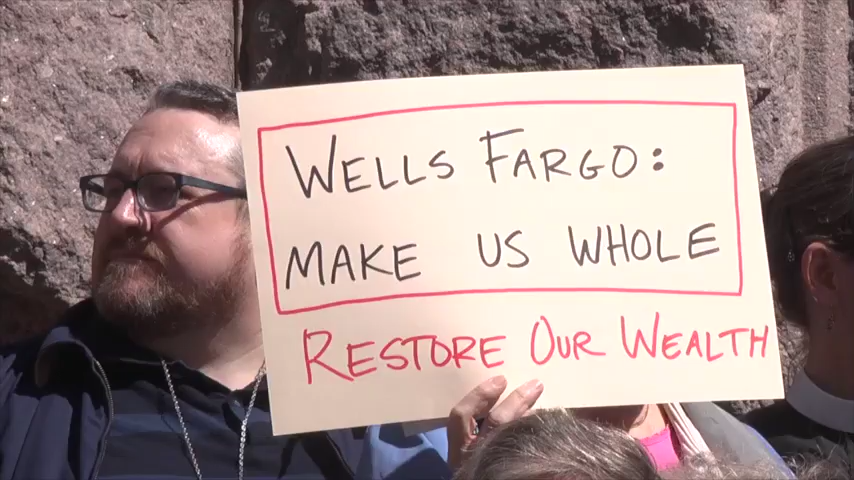 WELLS FARGO:
MAKE US WHOLE
RESTORE OUR WEALTH